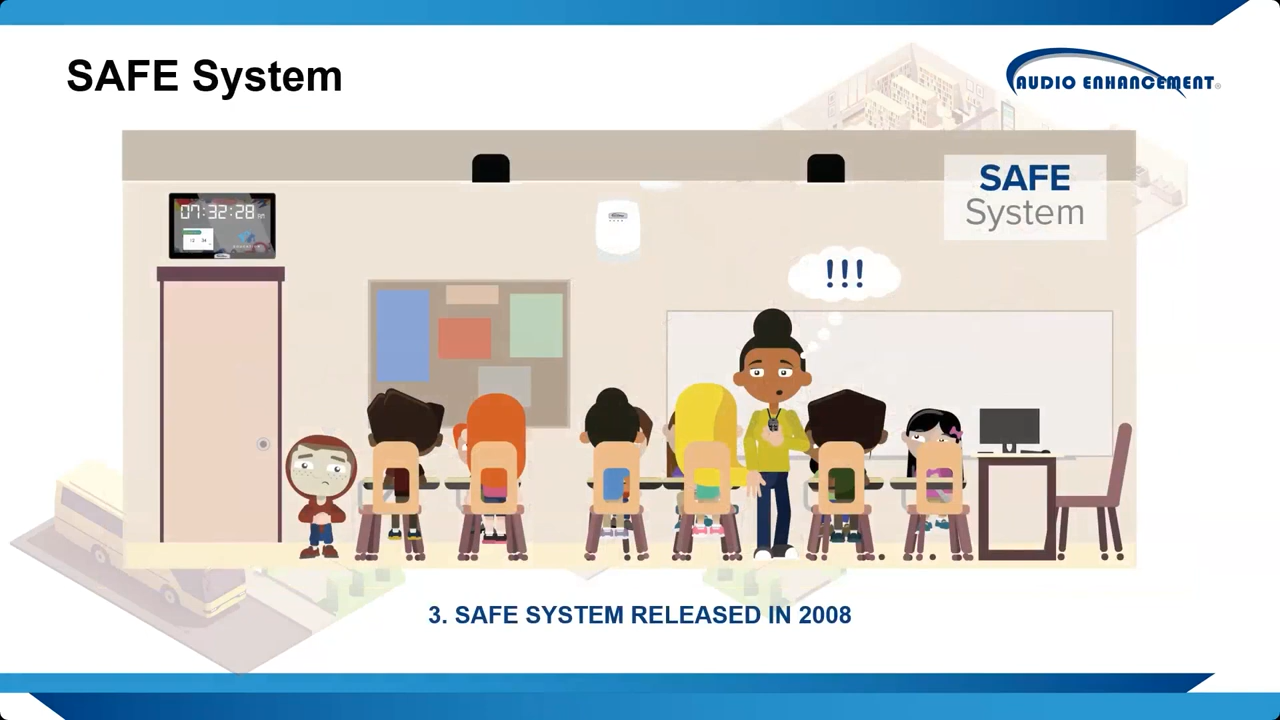 SAFE System
AUDIO ENHANCEMENT®
SAFE
System
07:32:28
!!!
3. SAFE SYSTEM RELEASED IN 2008